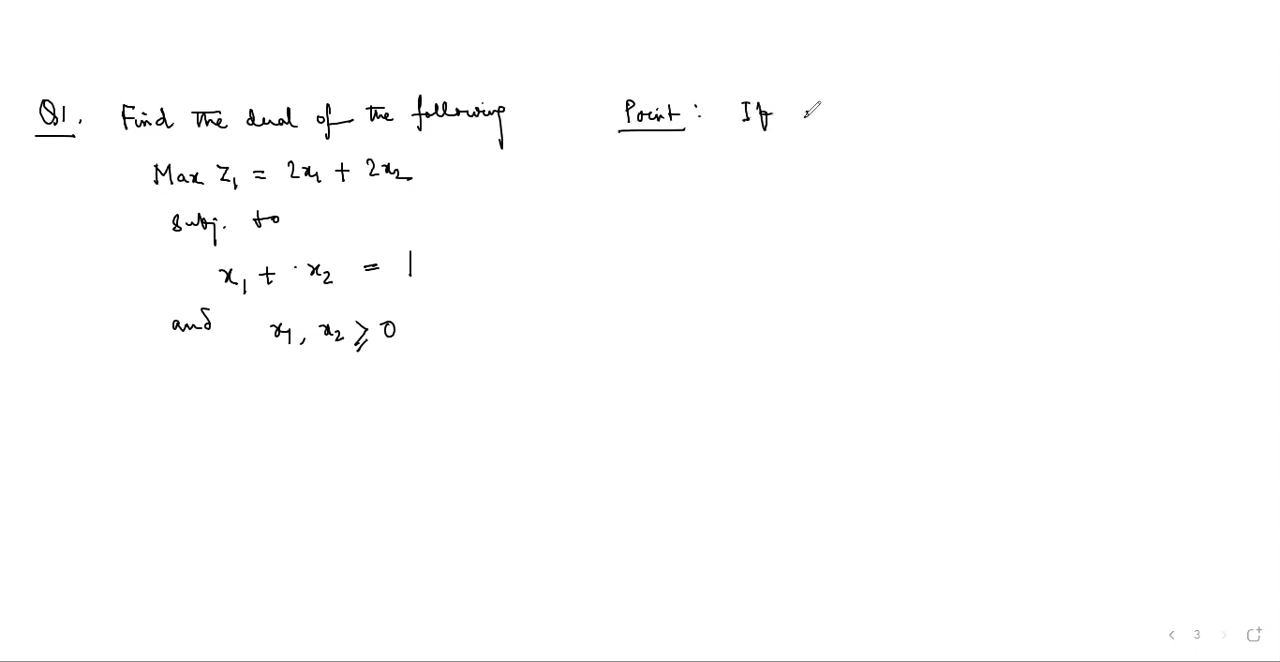 Q1. Find the dual of the following
Max Z₁ = 2x₁ + 2x₂
Subj. to
x₁ + x₂ = 1
and x₁, x₂ ⩾ 0
Point : If
3